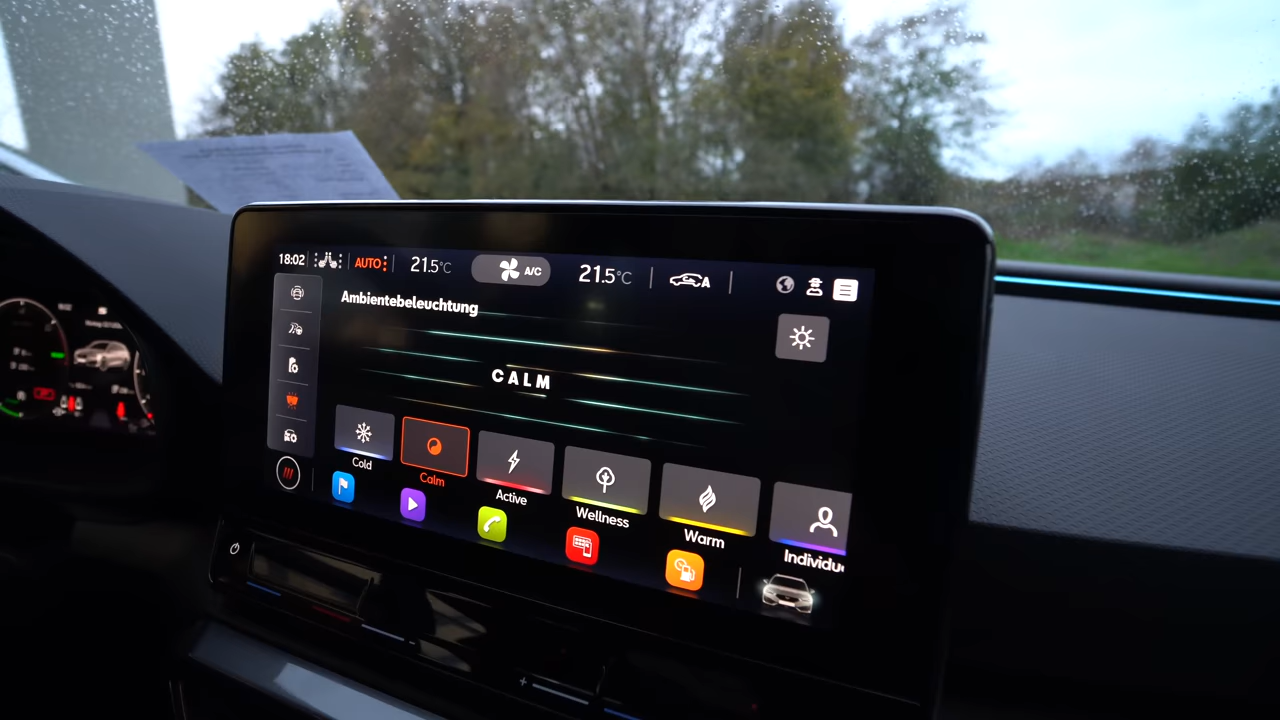 18:02 AUTO 21.5°C A/C 21.5°C A
Ambientebeleuchtung
CALM
Cold Calm Active Wellness Warm Individu